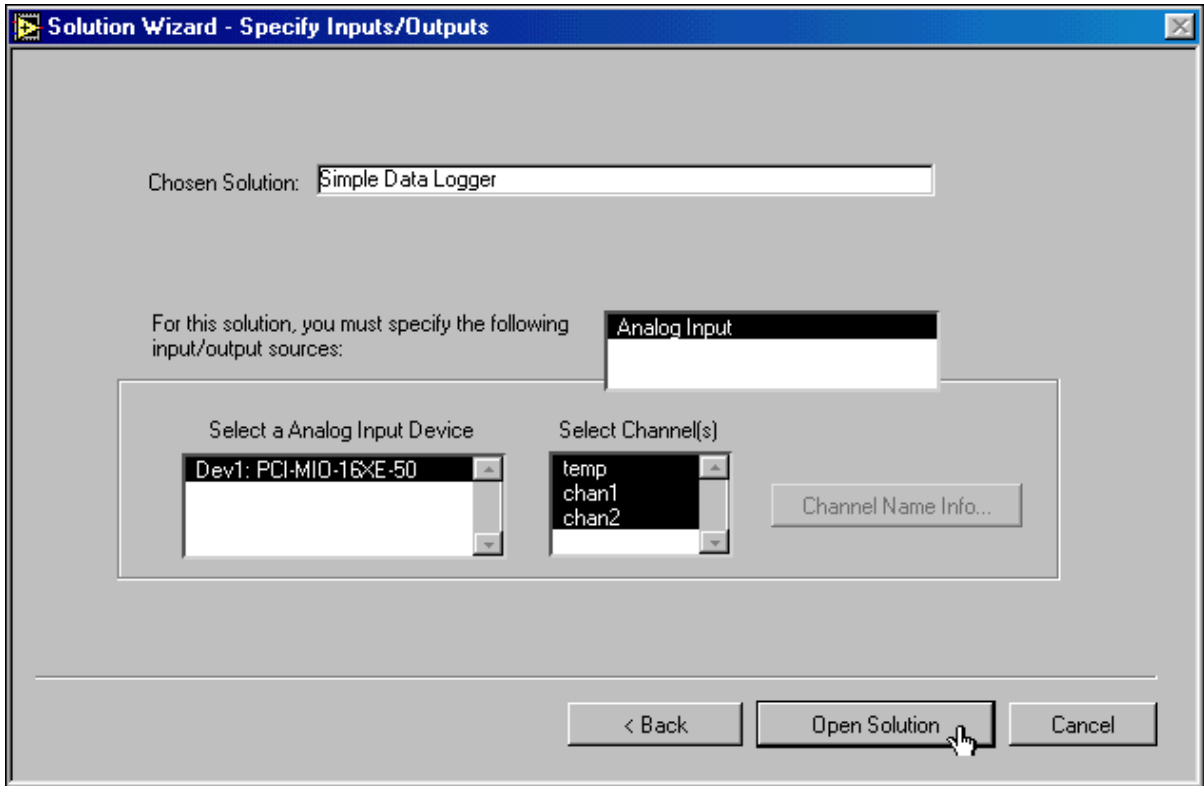 Solution Wizard - Specify Inputs/Outputs
Chosen Solution: Simple Data Logger
For this solution, you must specify the following
input/output sources:
Analog Input
Select a Analog Input Device
Dev1: PCI-MIO-16XE-50
Select Channel(s)
temp
chan1
chan2
Channel Name Info...
< Back
Open Solution
Cancel